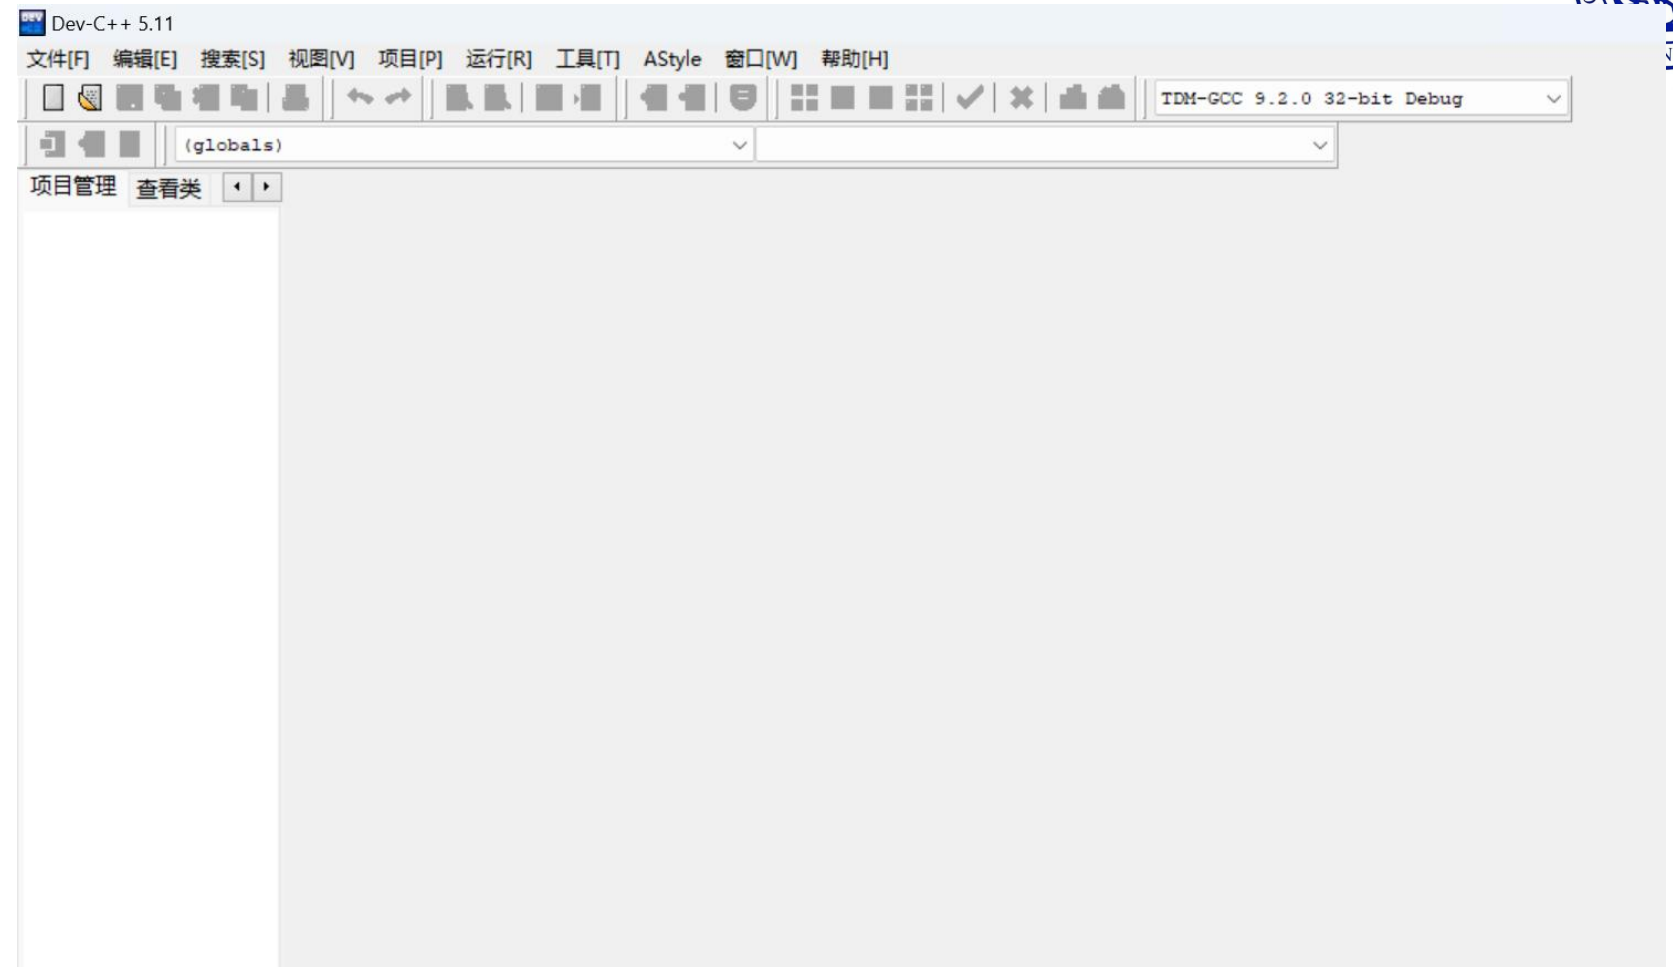 Dev-C++ 5.11
文件[F] 编辑[E] 搜索[S] 视图[V] 项目[P] 运行[R] 工具[T] AStyle 窗口[W] 帮助[H]
TDM-GCC 9.2.0 32-bit Debug
(globals)
项目管理 查看类